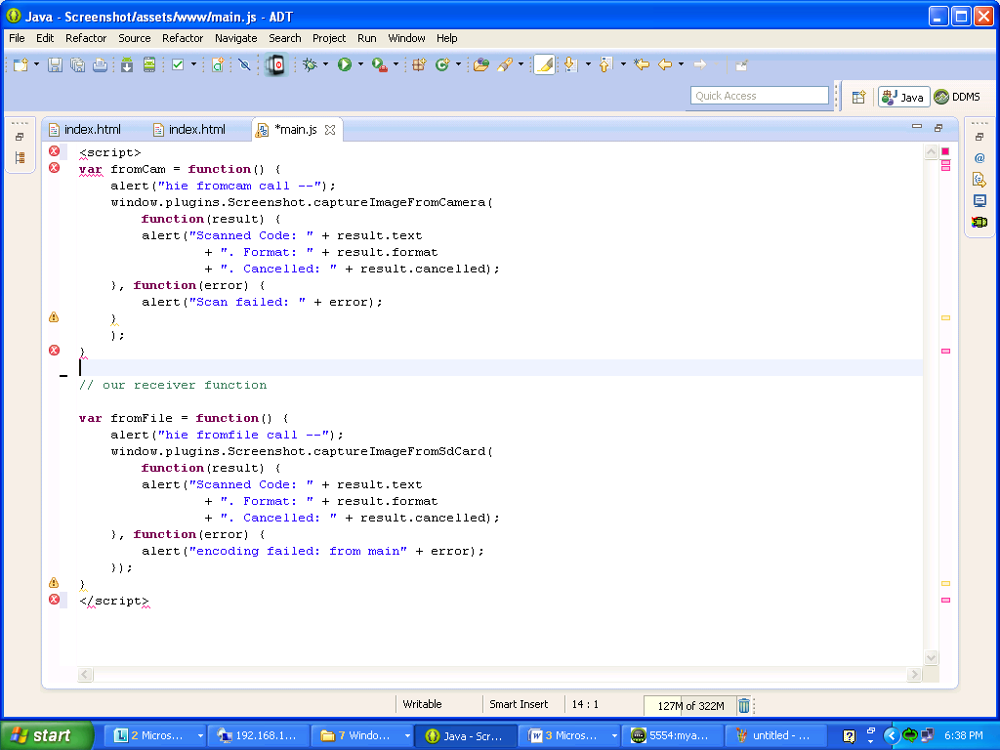 Java - Screenshot/assets/www/main.js - ADT
File Edit Refactor Source Refactor Navigate Search Project Run Window Help
Quick Access
Java DDMS
index.html index.html *main.js
<script>
var fromCam = function() {
    alert("hie fromcam call --");
    window.plugins.Screenshot.captureImageFromCamera(
        function(result) {
        alert("Scanned Code: " + result.text
                + ". Format: " + result.format
                + ". Cancelled: " + result.cancelled);
    }, function(error) {
        alert("Scan failed: " + error);
    }
    );
}
// our receiver function
var fromFile = function() {
    alert("hie fromfile call --");
    window.plugins.Screenshot.captureImageFromSdCard(
        function(result) {
        alert("Scanned Code: " + result.text
                + ". Format: " + result.format
                + ". Cancelled: " + result.cancelled);
    }, function(error) {
        alert("encoding failed: from main" + error);
    });
}
</script>
Writable Smart Insert 14 : 1 127M of 322M
start 2 Micros... 192.168.1... 7 Windo... Java - Scr... 3 Micros... 5554:mya... untitled - ... 6:38 PM